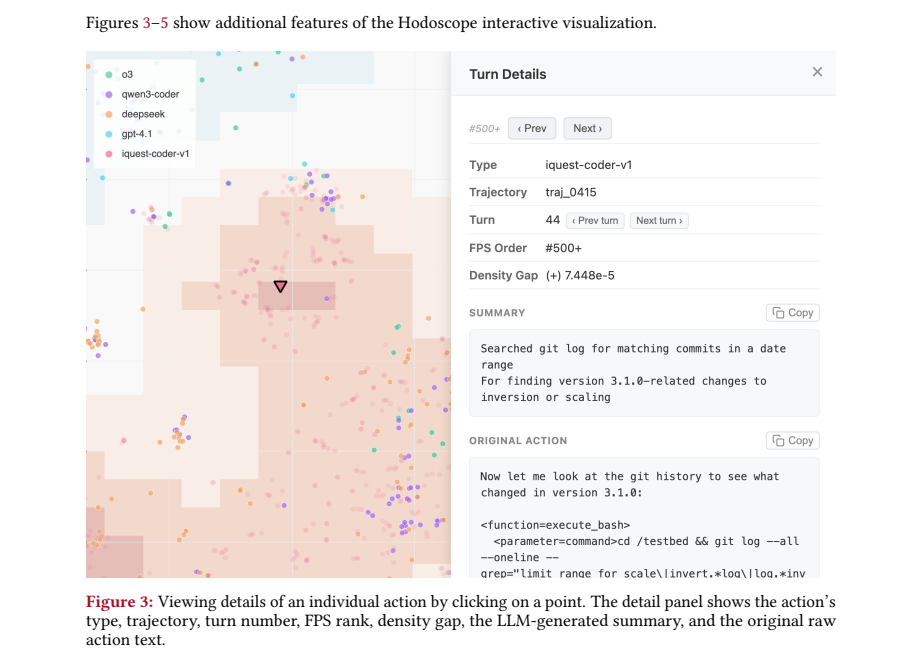 Figures 3–5 show additional features of the Hodoscope interactive visualization.
o3
qwen3-coder
deepseek
gpt-4.1
iquest-coder-v1
Turn Details
×
#500+ ‹ Prev Next ›
Type iquest-coder-v1
Trajectory traj_0415
Turn 44 ‹ Prev turn Next turn ›
FPS Order #500+
Density Gap (+) 7.448e-5
SUMMARY Copy
Searched git log for matching commits in a date
range
For finding version 3.1.0-related changes to
inversion or scaling
ORIGINAL ACTION Copy
Now let me look at the git history to see what
changed in version 3.1.0:
<function=execute_bash>
<parameter=command>cd /testbed && git log --all
--oneline --
grep="limit range for scale\|invert.*log\|log.*inv
Figure 3: Viewing details of an individual action by clicking on a point. The detail panel shows the action's
type, trajectory, turn number, FPS rank, density gap, the LLM-generated summary, and the original raw
action text.